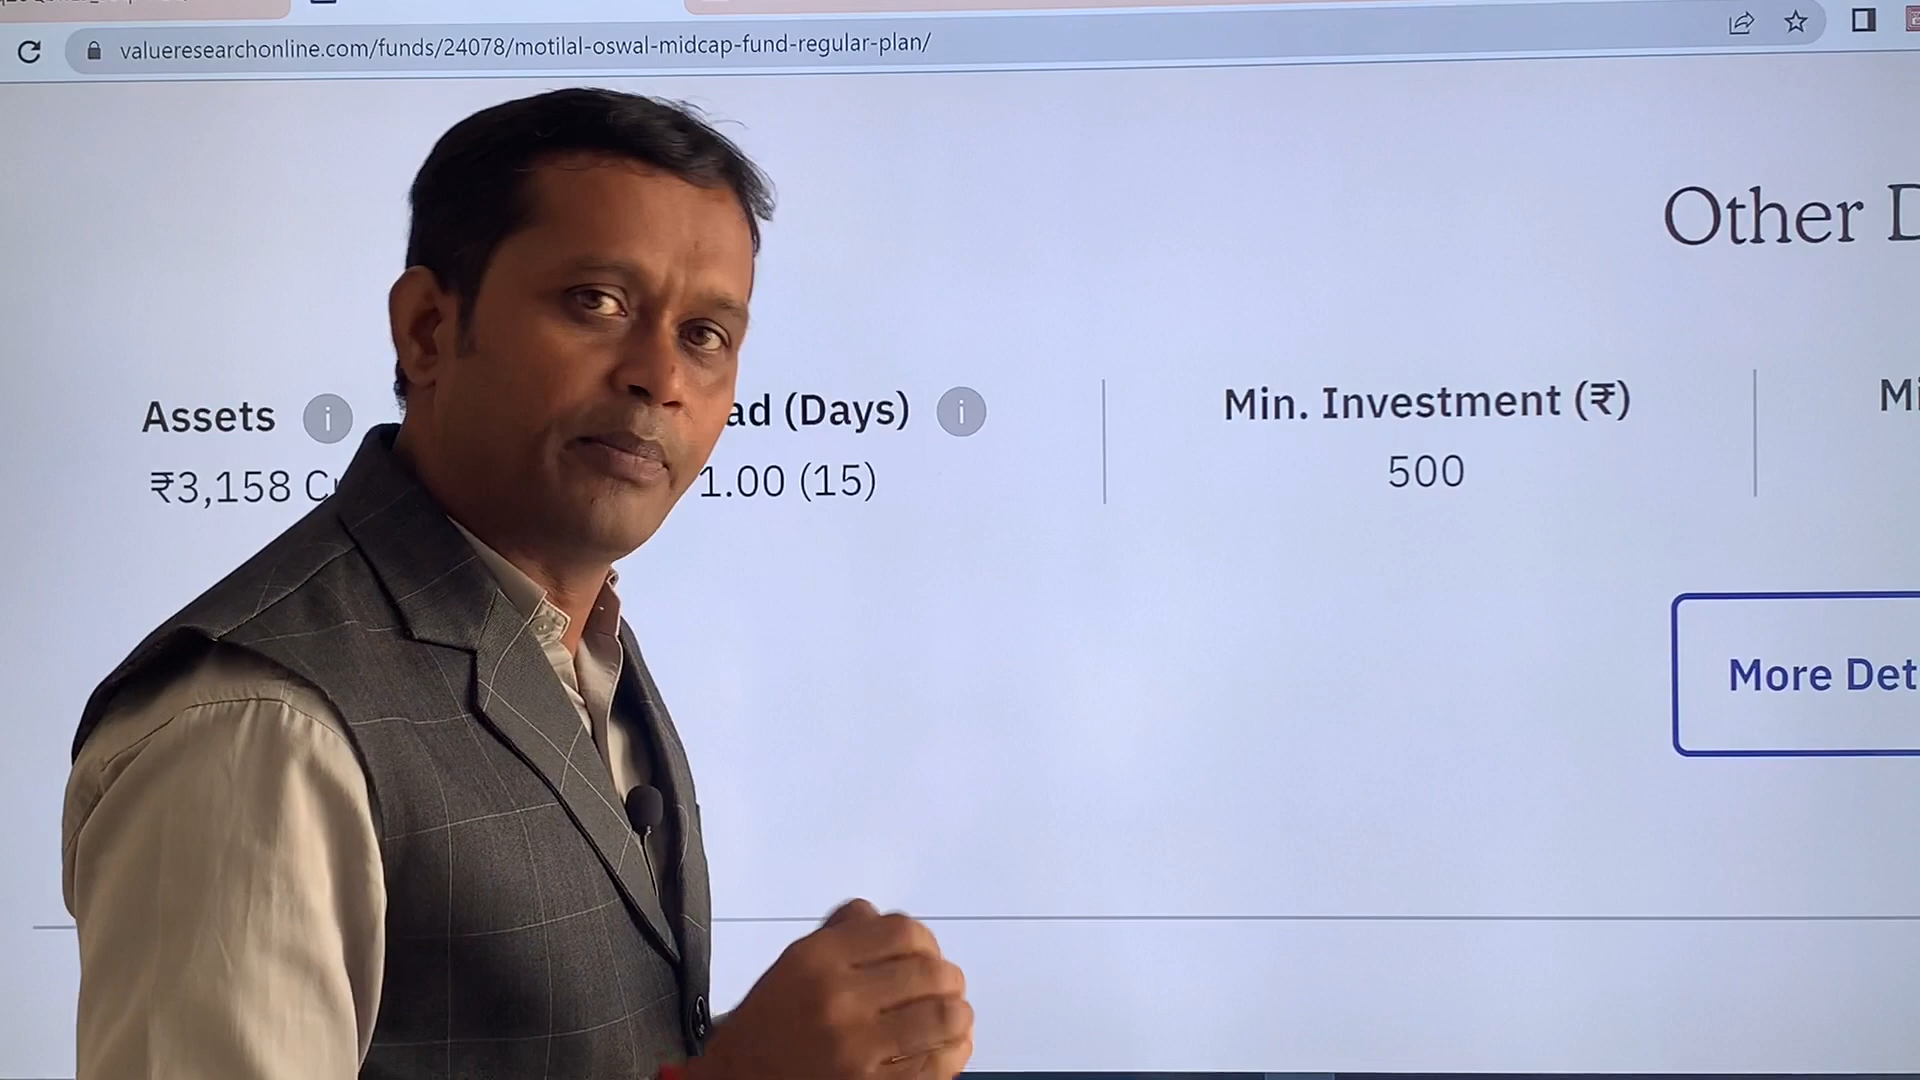 valueresearchonline.com/funds/24078/motilal-oswal-midcap-fund-regular-plan/
Other D
Assets i
ad (Days) i
Min. Investment (₹)
Mi
₹3,158 C
1.00 (15)
500
More Det